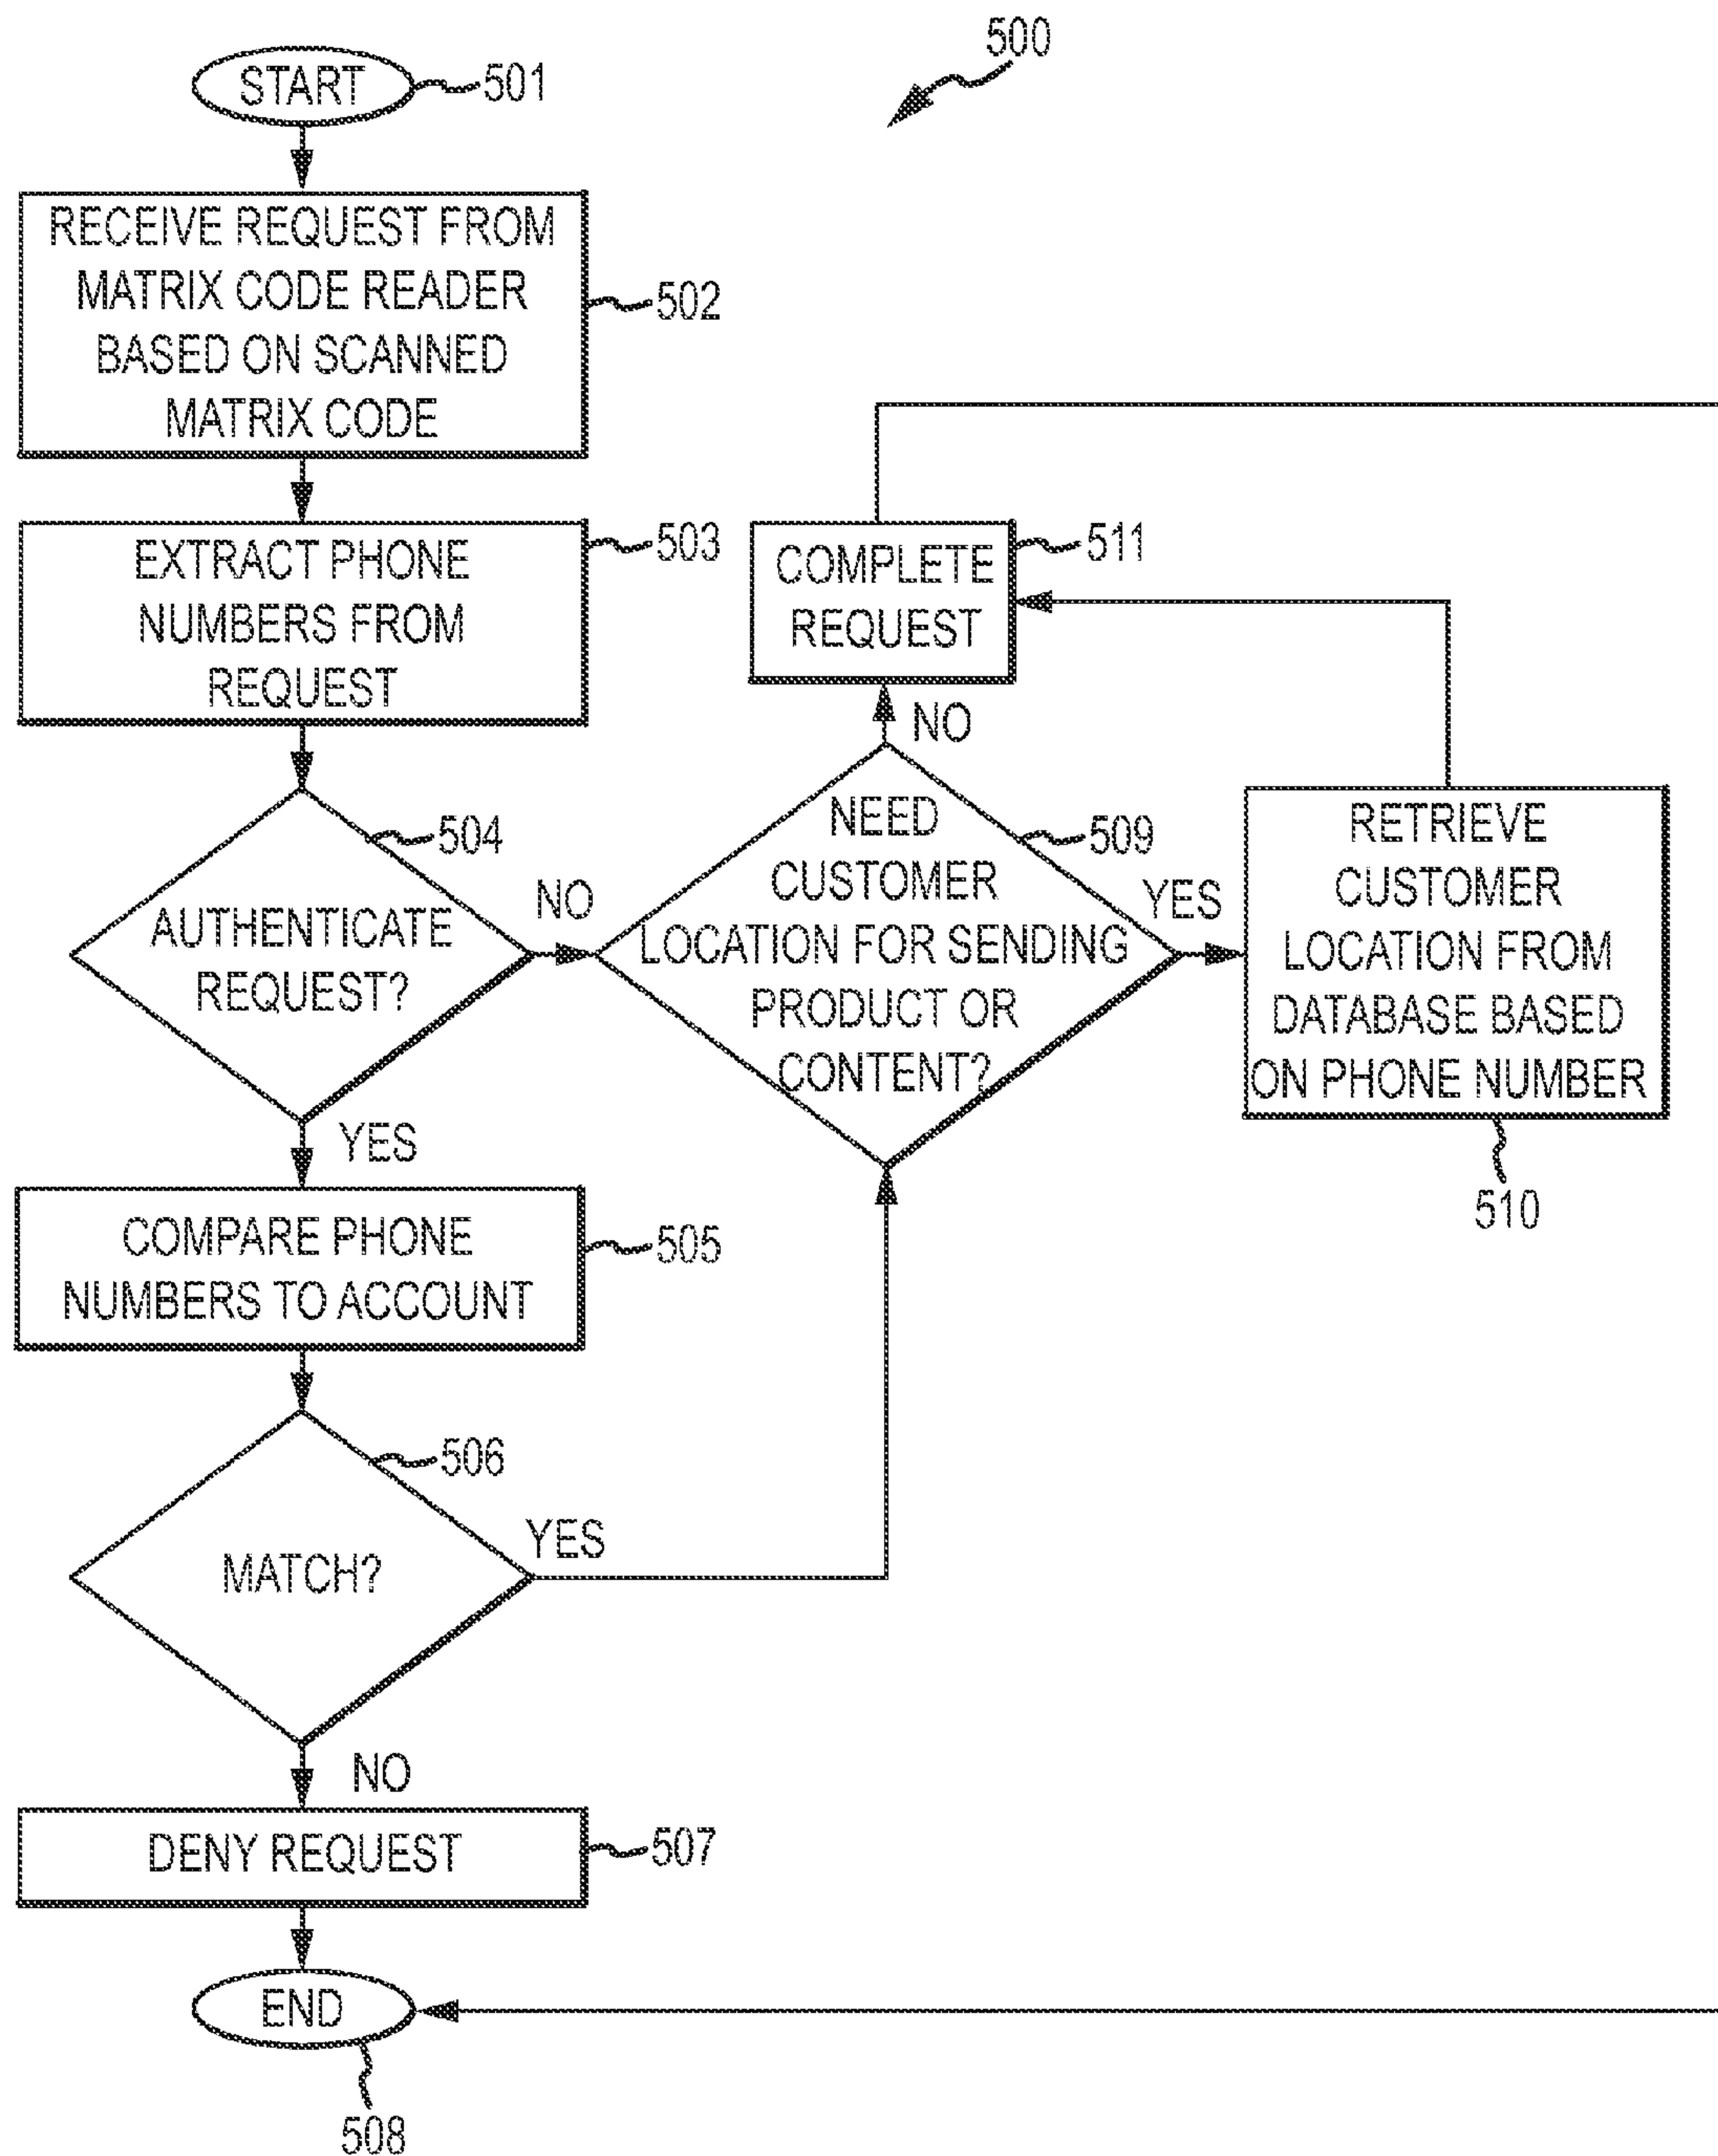 500
START
501
RECEIVE REQUEST FROM
MATRIX CODE READER
BASED ON SCANNED
MATRIX CODE
502
EXTRACT PHONE
NUMBERS FROM
REQUEST
503
AUTHENTICATE
REQUEST?
504
NO
YES
COMPARE PHONE
NUMBERS TO ACCOUNT
505
MATCH?
506
YES
NO
DENY REQUEST
507
END
508
NEED
CUSTOMER
LOCATION FOR SENDING
PRODUCT OR
CONTENT?
509
YES
NO
RETRIEVE
CUSTOMER
LOCATION FROM
DATABASE BASED
ON PHONE NUMBER
510
COMPLETE
REQUEST
511